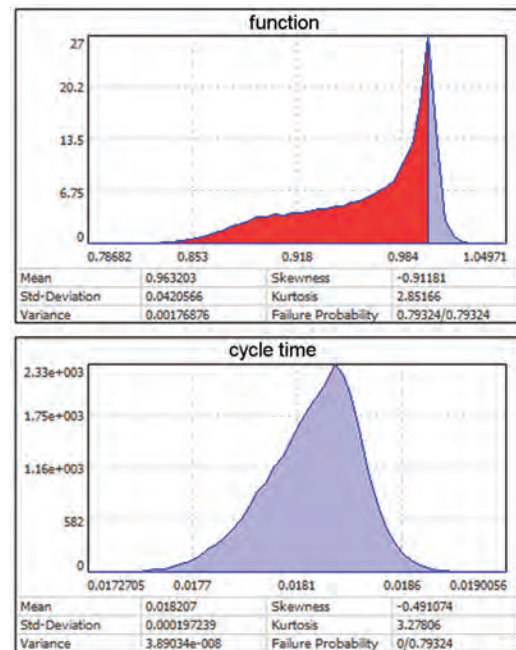 function
27
20.2
13.5
6.75
0
0.78682 0.853 0.918 0.984 1.04971
Mean 0.963203 Skewness -0.91181
Std-Deviation 0.0420566 Kurtosis 2.85166
Variance 0.00176876 Failure Probability 0.79324/0.79324
cycle time
2.33e+003
1.75e+003
1.16e+003
582
0
0.0172705 0.0177 0.0181 0.0186 0.0190056
Mean 0.018207 Skewness -0.491074
Std-Deviation 0.000197239 Kurtosis 3.27806
Variance 3.89034e-008 Failure Probability 0/0.79324